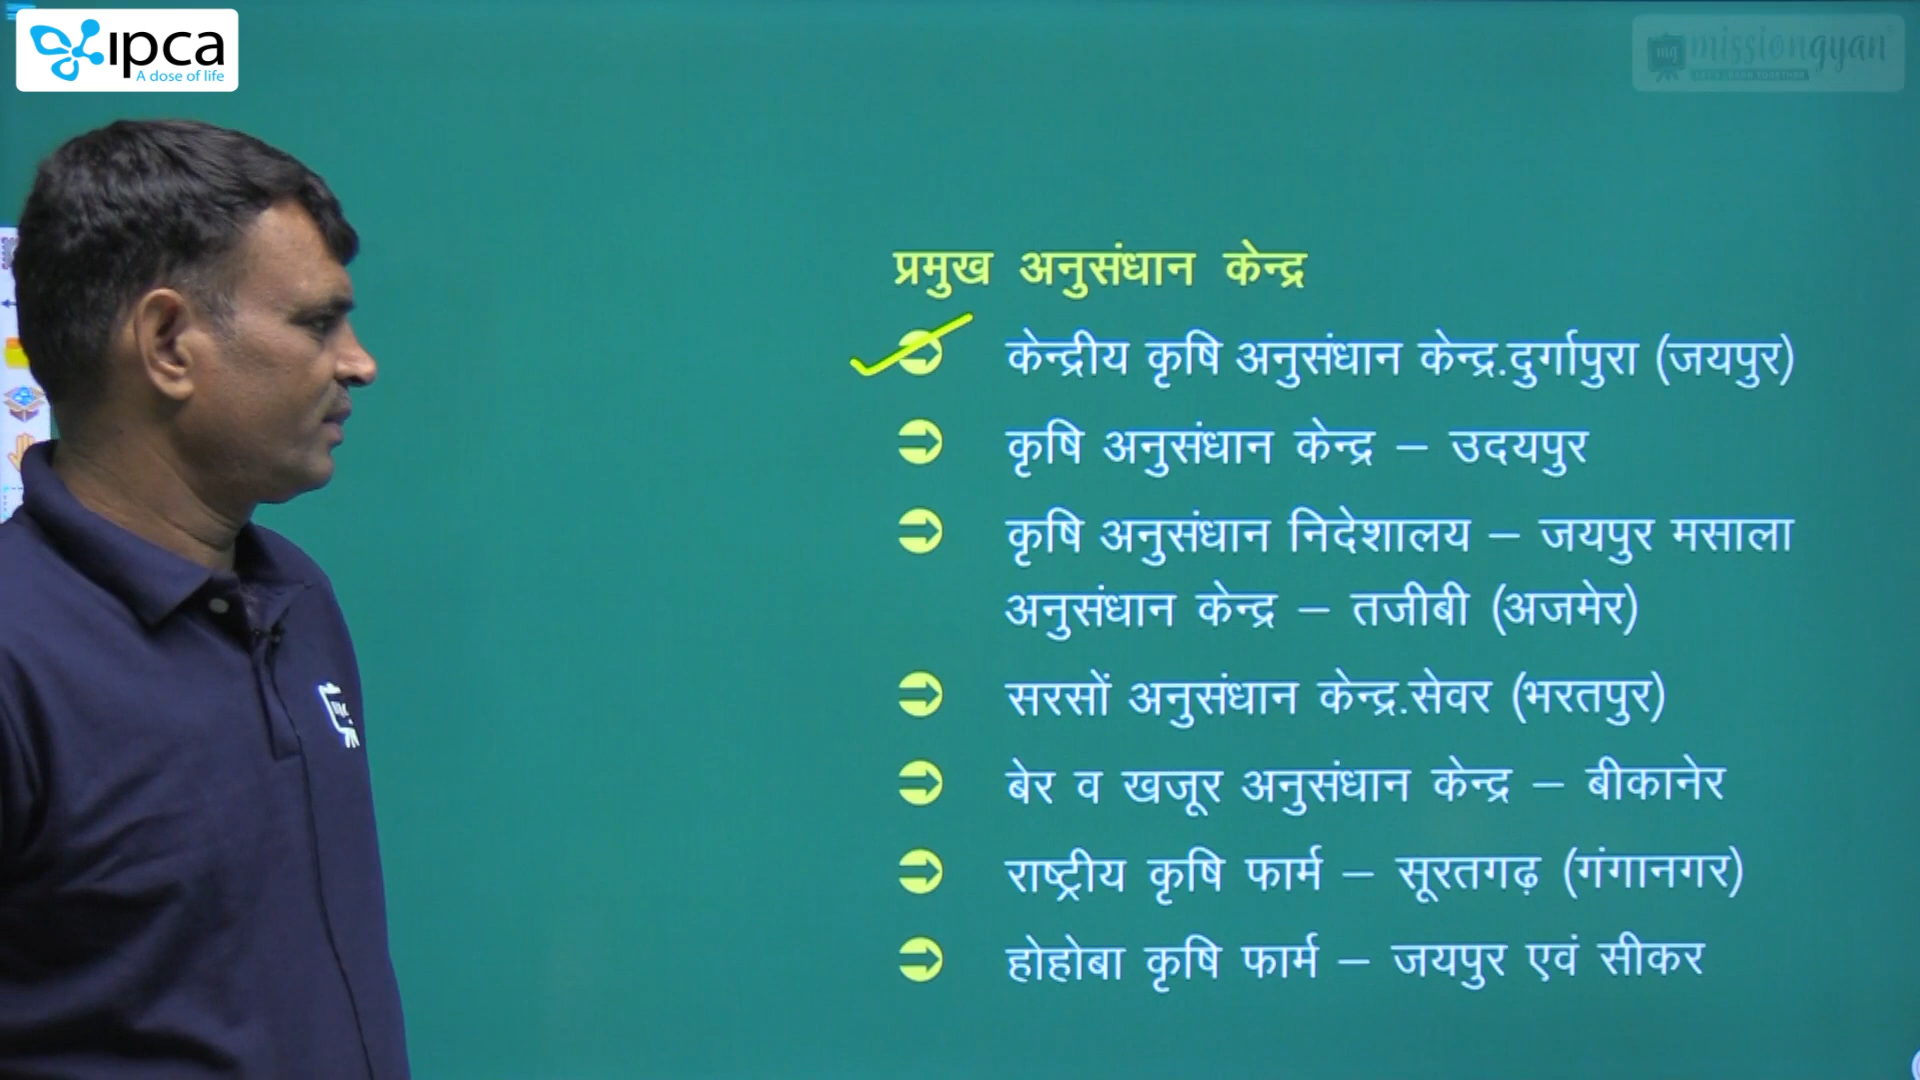 ipca
A dose of life
missiongyan
प्रमुख अनुसंधान केन्द्र
केन्द्रीय कृषि अनुसंधान केन्द्र.दुर्गापुरा (जयपुर)
कृषि अनुसंधान केन्द्र – उदयपुर
कृषि अनुसंधान निदेशालय – जयपुर मसाला
अनुसंधान केन्द्र – तजीबी (अजमेर)
सरसों अनुसंधान केन्द्र.सेवर (भरतपुर)
बेर व खजूर अनुसंधान केन्द्र – बीकानेर
राष्ट्रीय कृषि फार्म – सूरतगढ़ (गंगानगर)
होहोबा कृषि फार्म – जयपुर एवं सीकर